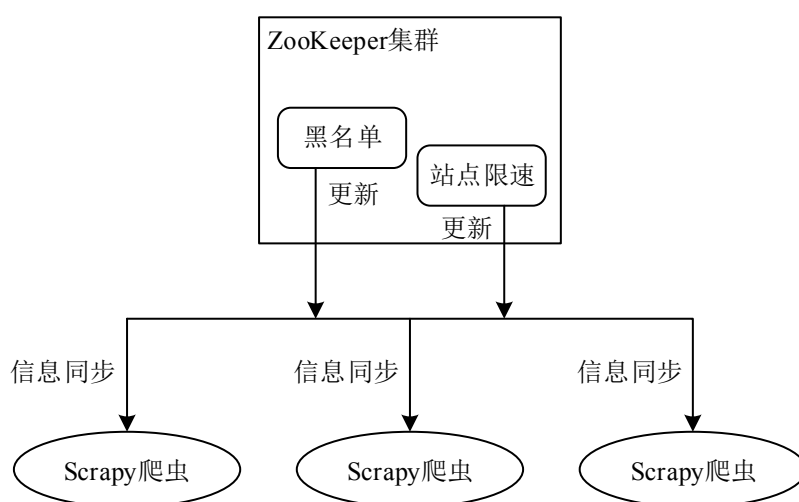 ZooKeeper集群
黑名单
站点限速
更新
更新
信息同步
信息同步
信息同步
Scrapy爬虫
Scrapy爬虫
Scrapy爬虫